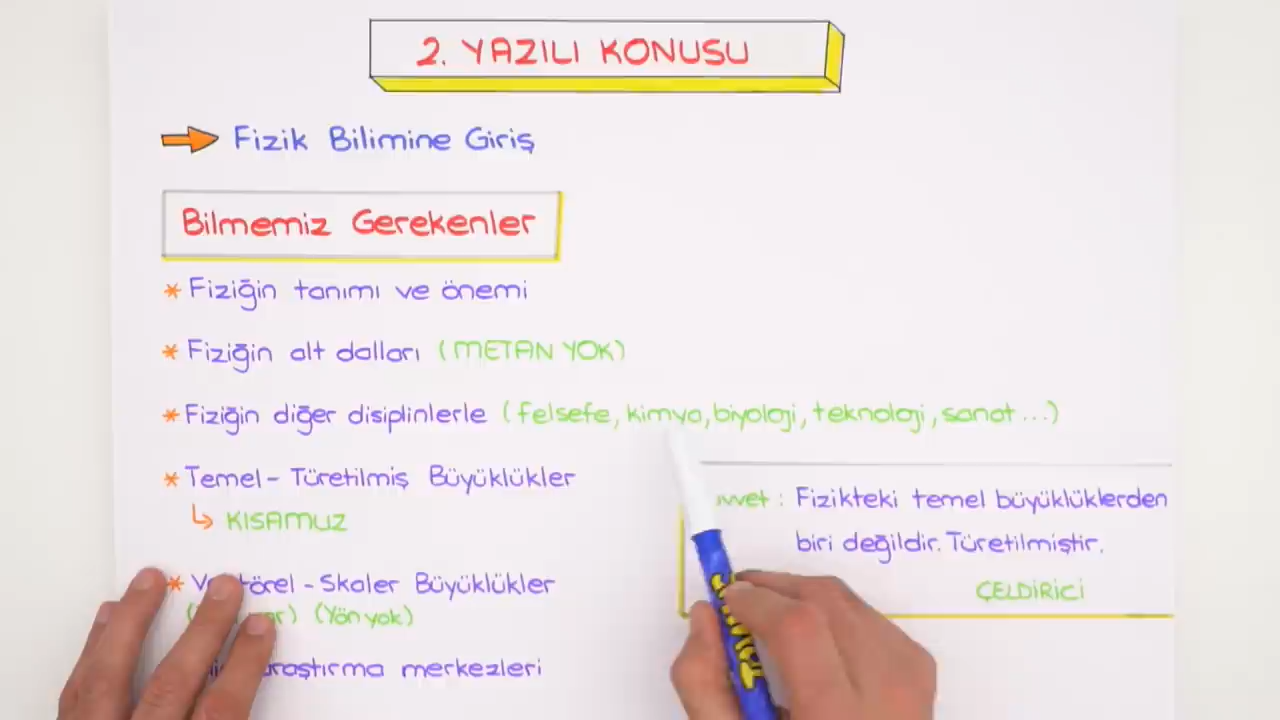 2. YAZILI KONUSU
Fizik Bilimine Giriş
Bilmemiz Gerekenler
* Fiziğin tanımı ve önemi
* Fiziğin alt dalları (METAN YOK)
* Fiziğin diğer disiplinlerle (felsefe, kimya, biyoloji, teknoloji, sanat...)
* Temel - Türetilmiş Büyüklükler
KISAMUZ
* Skaler Büyüklükler
(Yön yok)
merkezleri
: Fizikteki temel büyüklüklerden
biri değildir. Türetilmiştir.
ÇELDİRİCİ